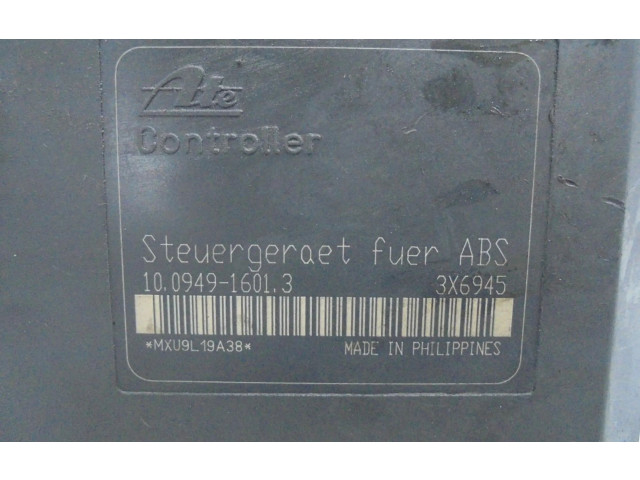 Ate
Controller
Steuergeraet fuer ABS
10.0949-1601.3 3X6945
*MXU9L19A38* MADE IN PHILIPPINES